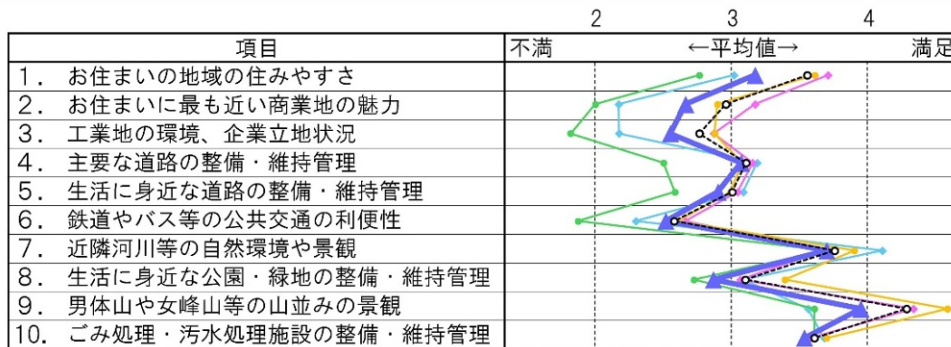 2 3 4
項目 不満 ←平均値→ 満足
1. お住まいの地域の住みやすさ
2. お住まいに最も近い商業地の魅力
3. 工業地の環境、企業立地状況
4. 主要な道路の整備・維持管理
5. 生活に身近な道路の整備・維持管理
6. 鉄道やバス等の公共交通の利便性
7. 近隣河川等の自然環境や景観
8. 生活に身近な公園・緑地の整備・維持管理
9. 男体山や女峰山等の山並みの景観
10. ごみ処理・汚水処理施設の整備・維持管理